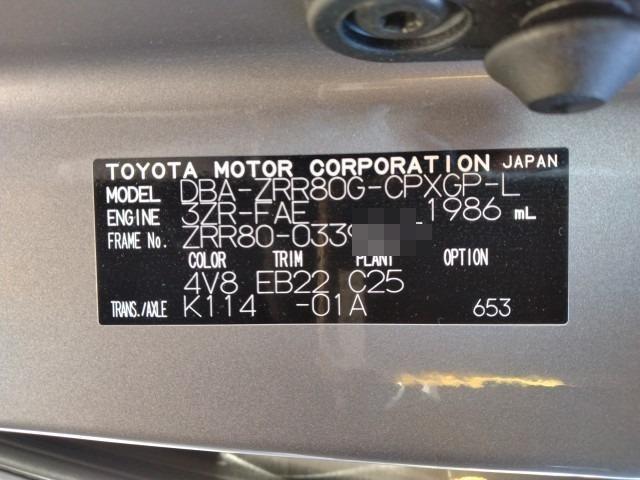 TOYOTA MOTOR CORPORATION JAPAN
MODEL DBA-ZRR80G-CPXGP-L
ENGINE 3ZR-FAE 1986 mL
FRAME No. ZRR80-0339
COLOR TRIM PLANT OPTION
4V8 EB22 C25
TRANS./AXLE K114 -01A 653